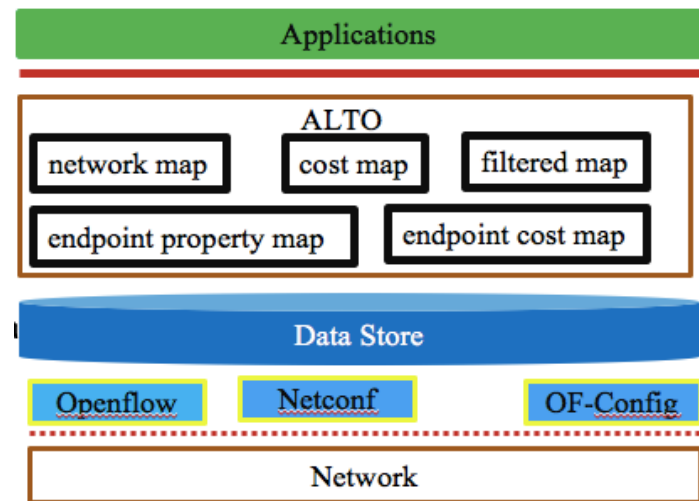 Applications
ALTO
network map
cost map
filtered map
endpoint property map
endpoint cost map
Data Store
Openflow
Netconf
OF-Config
Network